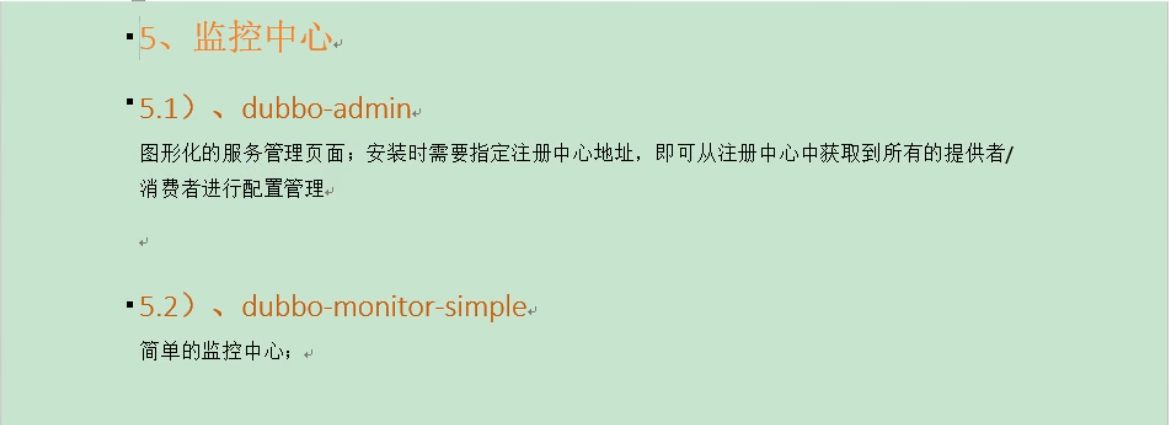 5、监控中心
5.1）、dubbo-admin
图形化的服务管理页面；安装时需要指定注册中心地址，即可从注册中心中获取到所有的提供者/
消费者进行配置管理
5.2）、dubbo-monitor-simple
简单的监控中心；